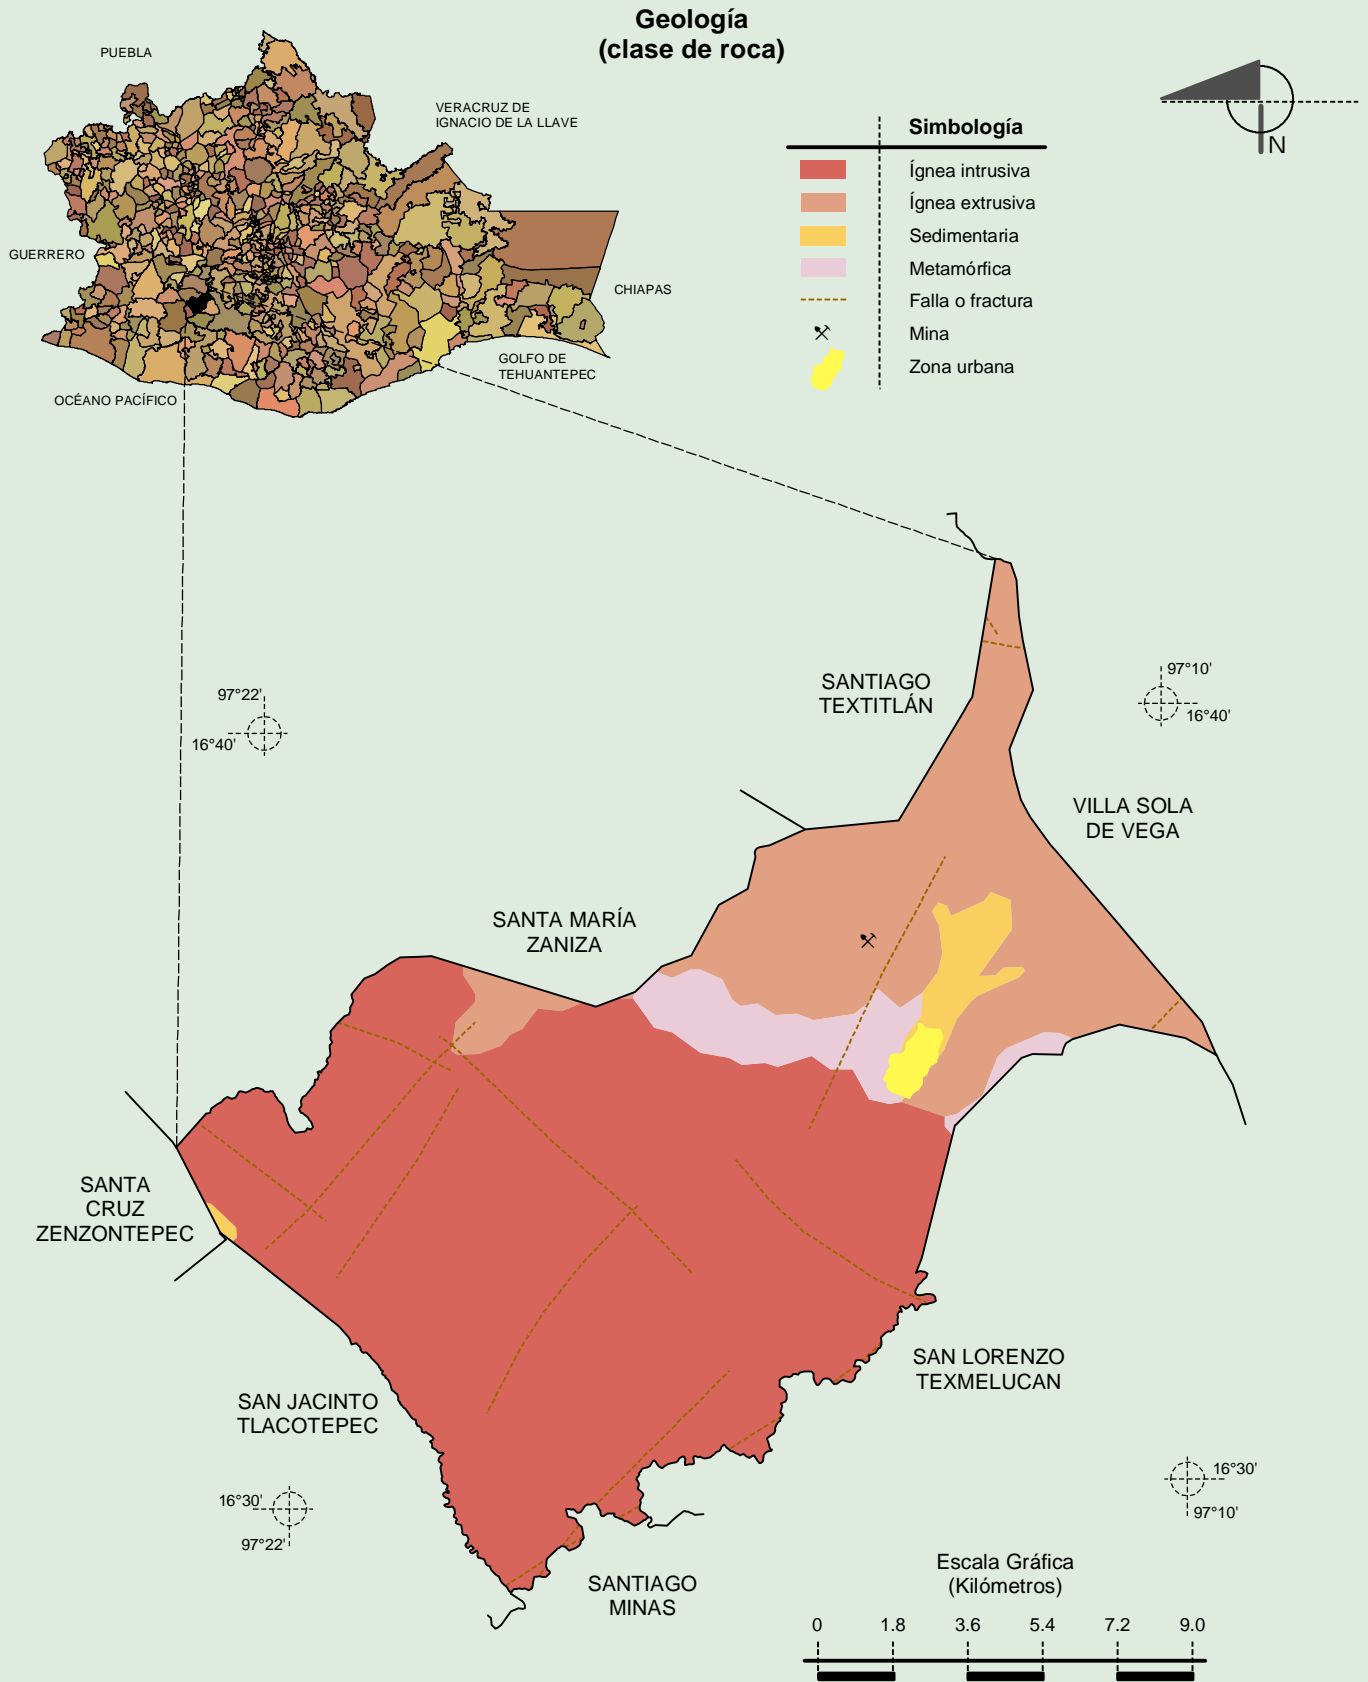 Geología
(clase de roca)
PUEBLA
VERACRUZ DE
IGNACIO DE LA LLAVE
GUERRERO
CHIAPAS
GOLFO DE
TEHUANTEPEC
OCÉANO PACÍFICO
N
Simbología
Ígnea intrusiva
Ígnea extrusiva
Sedimentaria
Metamórfica
Falla o fractura
Mina
Zona urbana
97°22'
16°40'
97°10'
16°40'
SANTIAGO
TEXTITLÁN
VILLA SOLA
DE VEGA
SANTA MARÍA
ZANIZA
SANTA
CRUZ
ZENZONTEPEC
SAN JACINTO
TLACOTEPEC
SAN LORENZO
TEXMELUCAN
SANTIAGO
MINAS
16°30'
97°22'
16°30'
97°10'
Escala Gráfica
(Kilómetros)
0 1.8 3.6 5.4 7.2 9.0